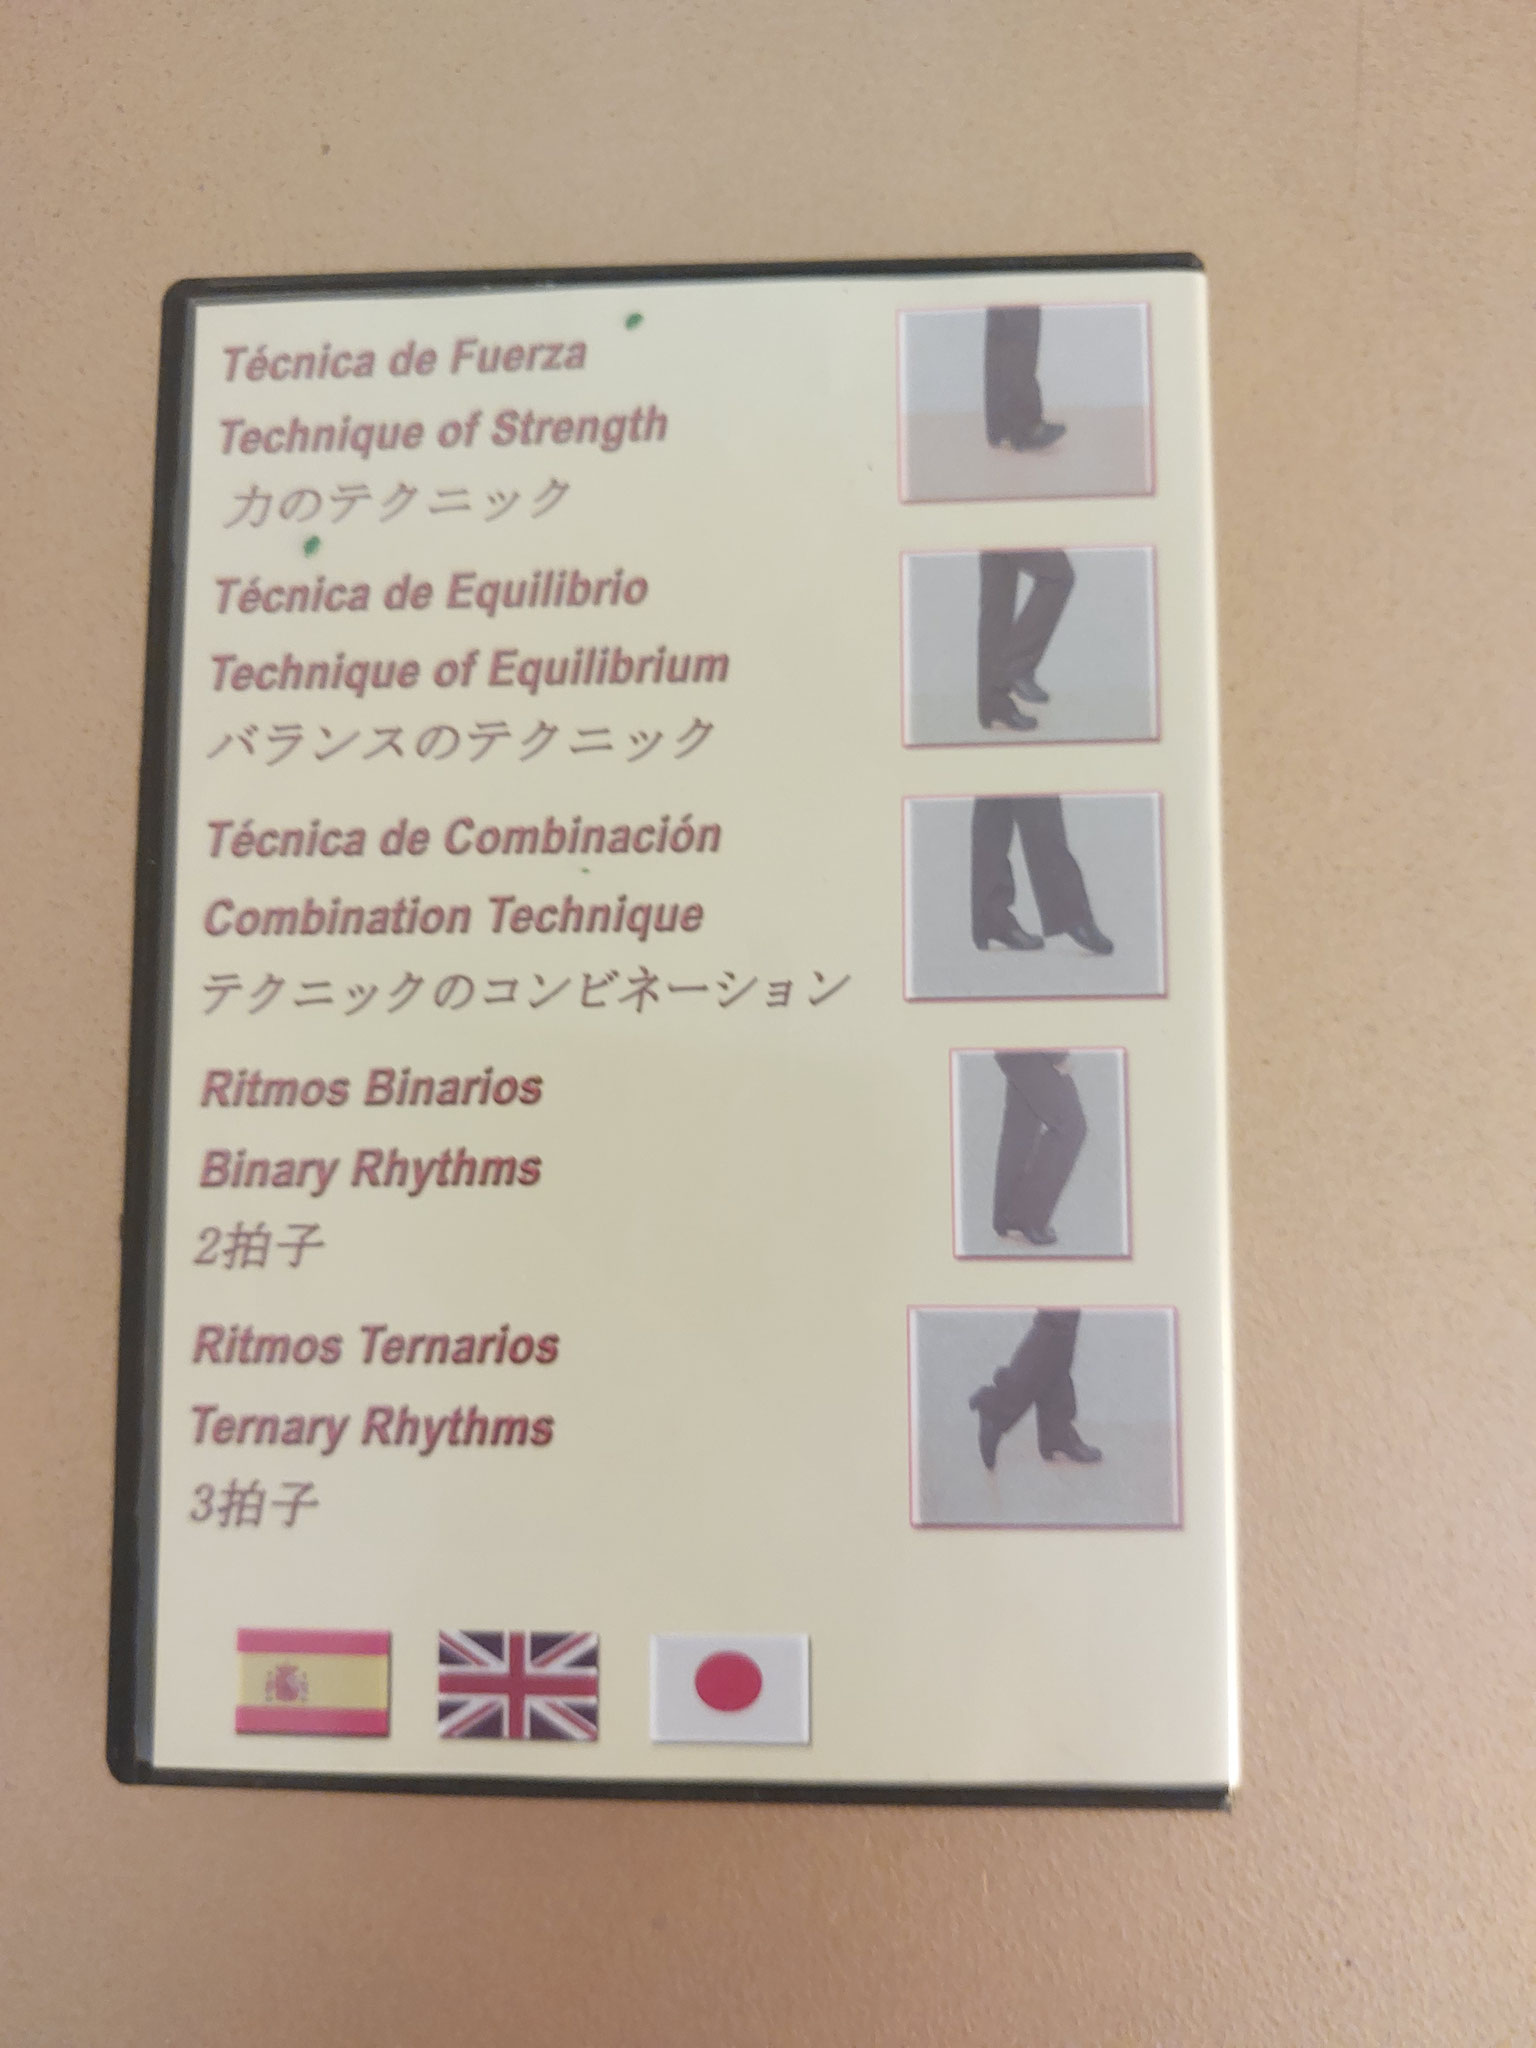 Técnica de Fuerza
Technique of Strength
力のテクニック
Técnica de Equilibrio
Technique of Equilibrium
バランスのテクニック
Técnica de Combinación
Combination Technique
テクニックのコンビネーション
Ritmos Binarios
Binary Rhythms
2拍子
Ritmos Ternarios
Ternary Rhythms
3拍子